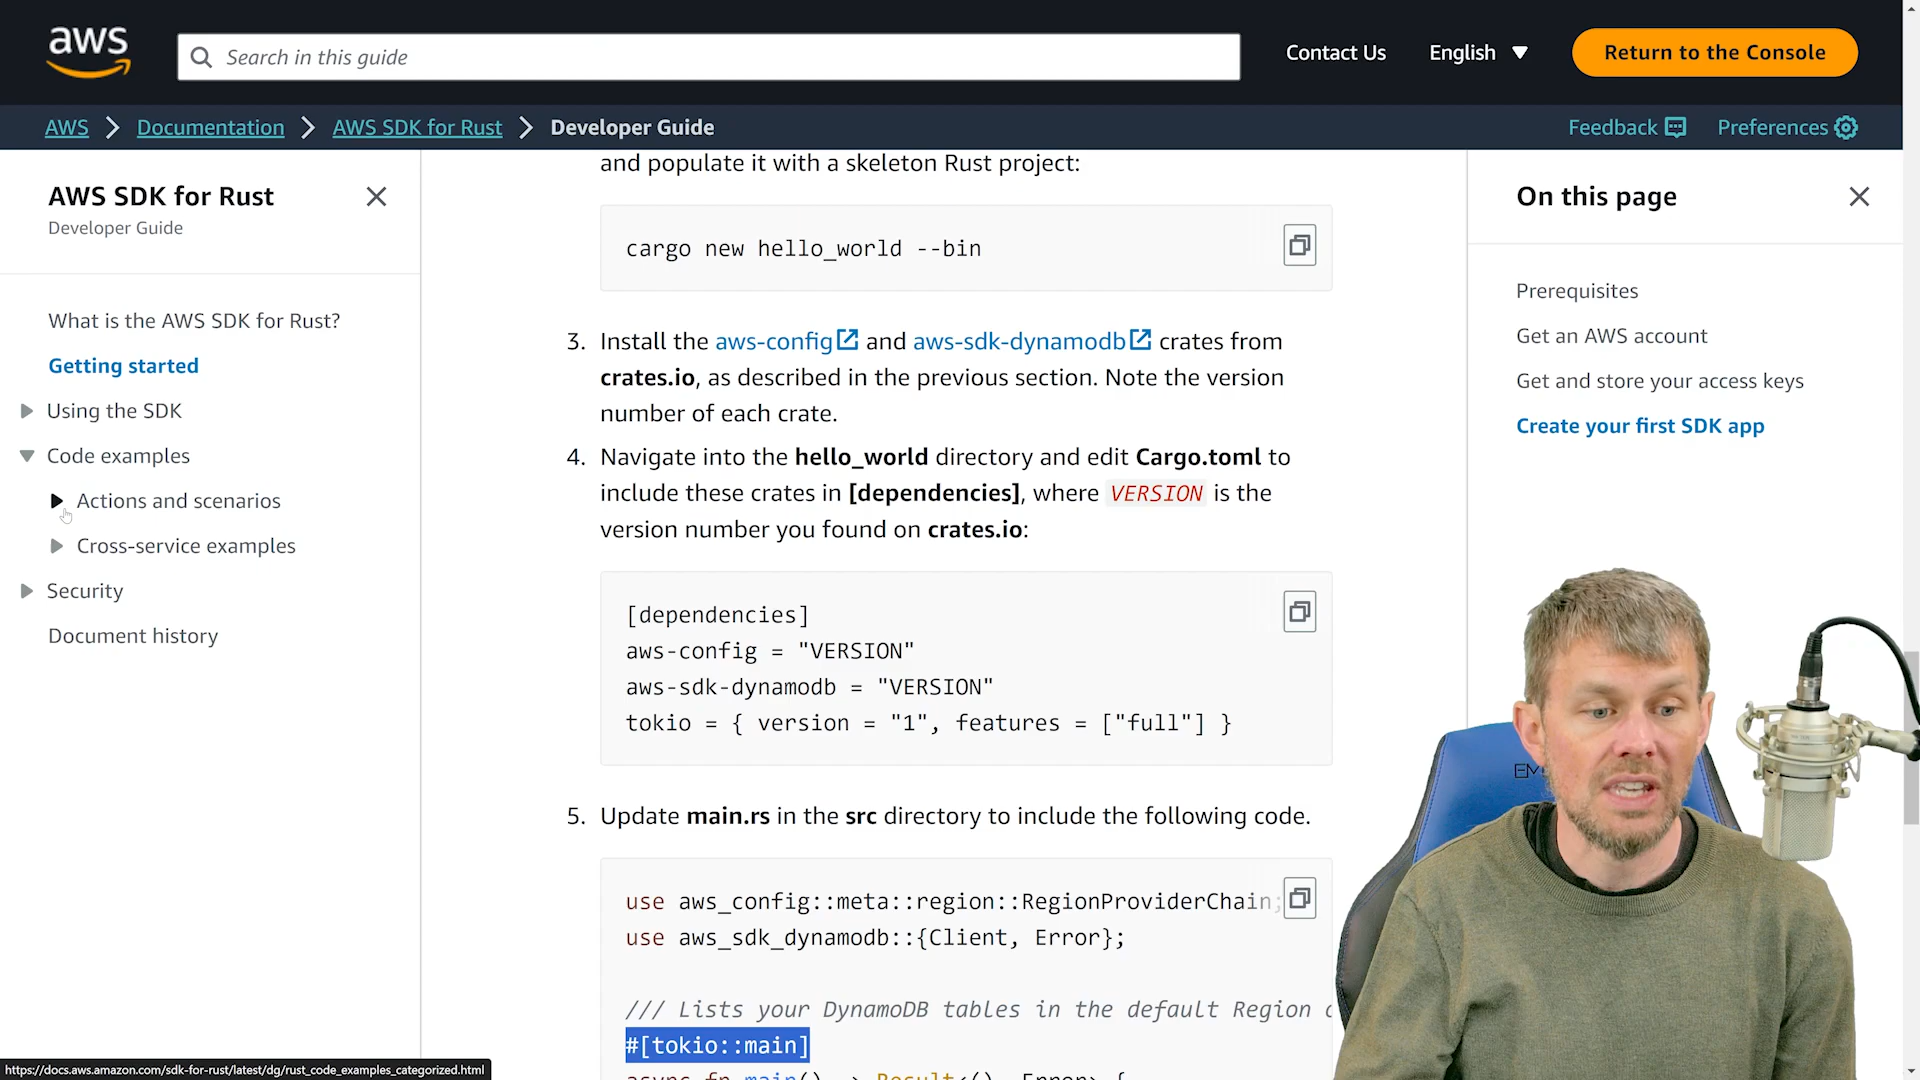 aws
Search in this guide
Contact Us
English
Return to the Console
AWS
Documentation
AWS SDK for Rust
Developer Guide
Feedback
Preferences
AWS SDK for Rust
Developer Guide
What is the AWS SDK for Rust?
Getting started
Using the SDK
Code examples
Actions and scenarios
Cross-service examples
Security
Document history
and populate it with a skeleton Rust project:
cargo new hello_world --bin
3. Install the aws-config and aws-sdk-dynamodb crates from
crates.io, as described in the previous section. Note the version
number of each crate.
4. Navigate into the hello_world directory and edit Cargo.toml to
include these crates in [dependencies], where VERSION is the
version number you found on crates.io:
[dependencies]
aws-config = "VERSION"
aws-sdk-dynamodb = "VERSION"
tokio = { version = "1", features = ["full"] }
5. Update main.rs in the src directory to include the following code.
use aws_config::meta::region::RegionProviderChain;
use aws_sdk_dynamodb::{Client, Error};
/// Lists your DynamoDB tables in the default Region
#[tokio::main]
async fn main() -> Result<(), Error> {
On this page
Prerequisites
Get an AWS account
Get and store your access keys
Create your first SDK app
https://docs.aws.amazon.com/sdk-for-rust/latest/dg/rust_code_examples_categorized.html